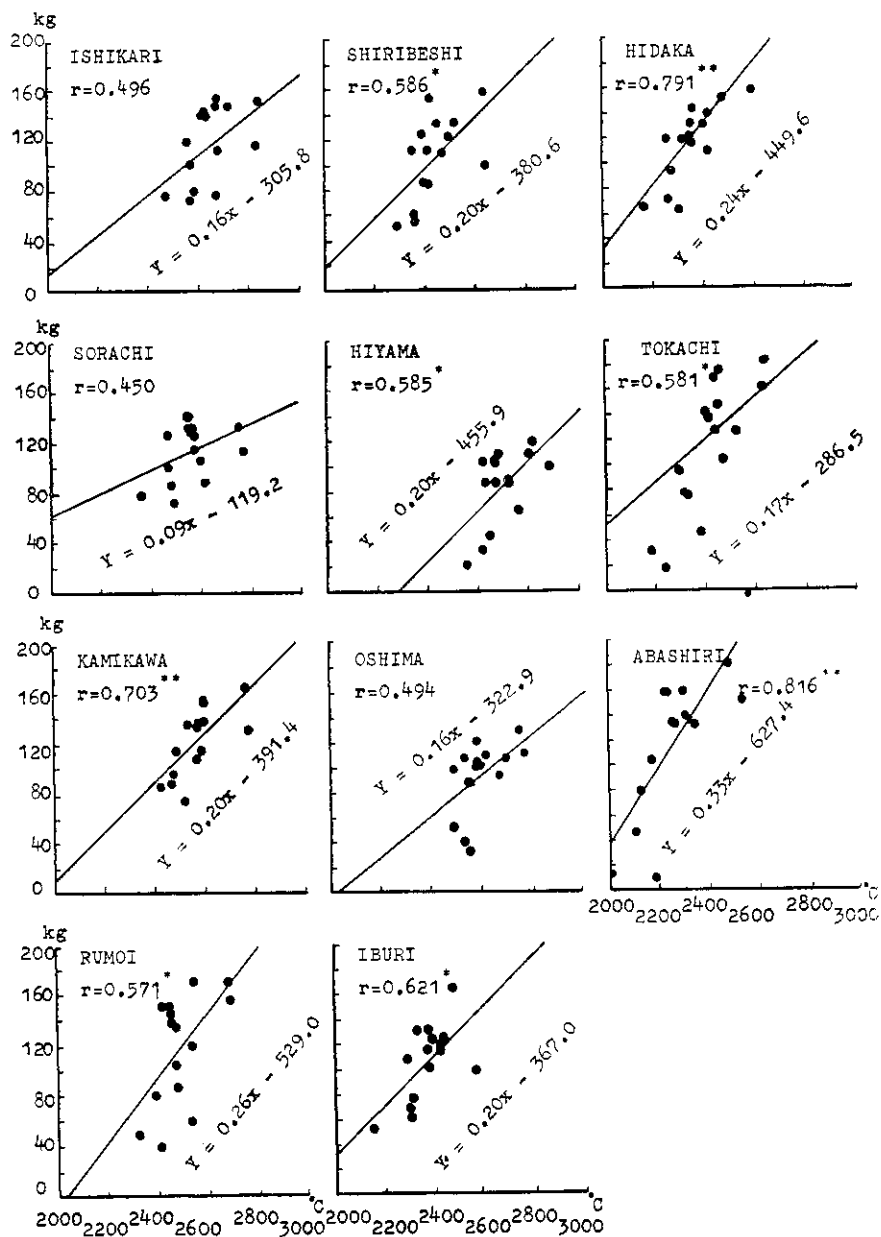 kg
200
160
120
80
40
0
ISHIKARI
r=0.496
Y = 0.16x - 305.8
SHIRIBESHI
r=0.586*
Y = 0.20x - 380.6
HIDAKA
r=0.791**
Y = 0.24x - 449.6
kg
200
160
120
80
40
0
SORACHI
r=0.450
Y = 0.09x - 119.2
HIYAMA
r=0.585*
Y = 0.20x - 455.9
TOKACHI
r=0.581*
Y = 0.17x - 286.5
200
160
120
80
40
0
KAMIKAWA
r=0.703**
Y = 0.20x - 391.4
OSHIMA
r=0.494
Y = 0.16x - 322.9
ABASHIRI
r=0.816**
Y = 0.33x - 627.4
2000 2200 2400 2600 2800 3000 °C
kg
200
160
120
80
40
0
RUMOI
r=0.571*
Y = 0.26x - 529.0
2000 2200 2400 2600 2800 3000 °C
IBURI
r=0.621*
Y = 0.20x - 367.0
2000 2200 2400 2600 2800 3000 °C